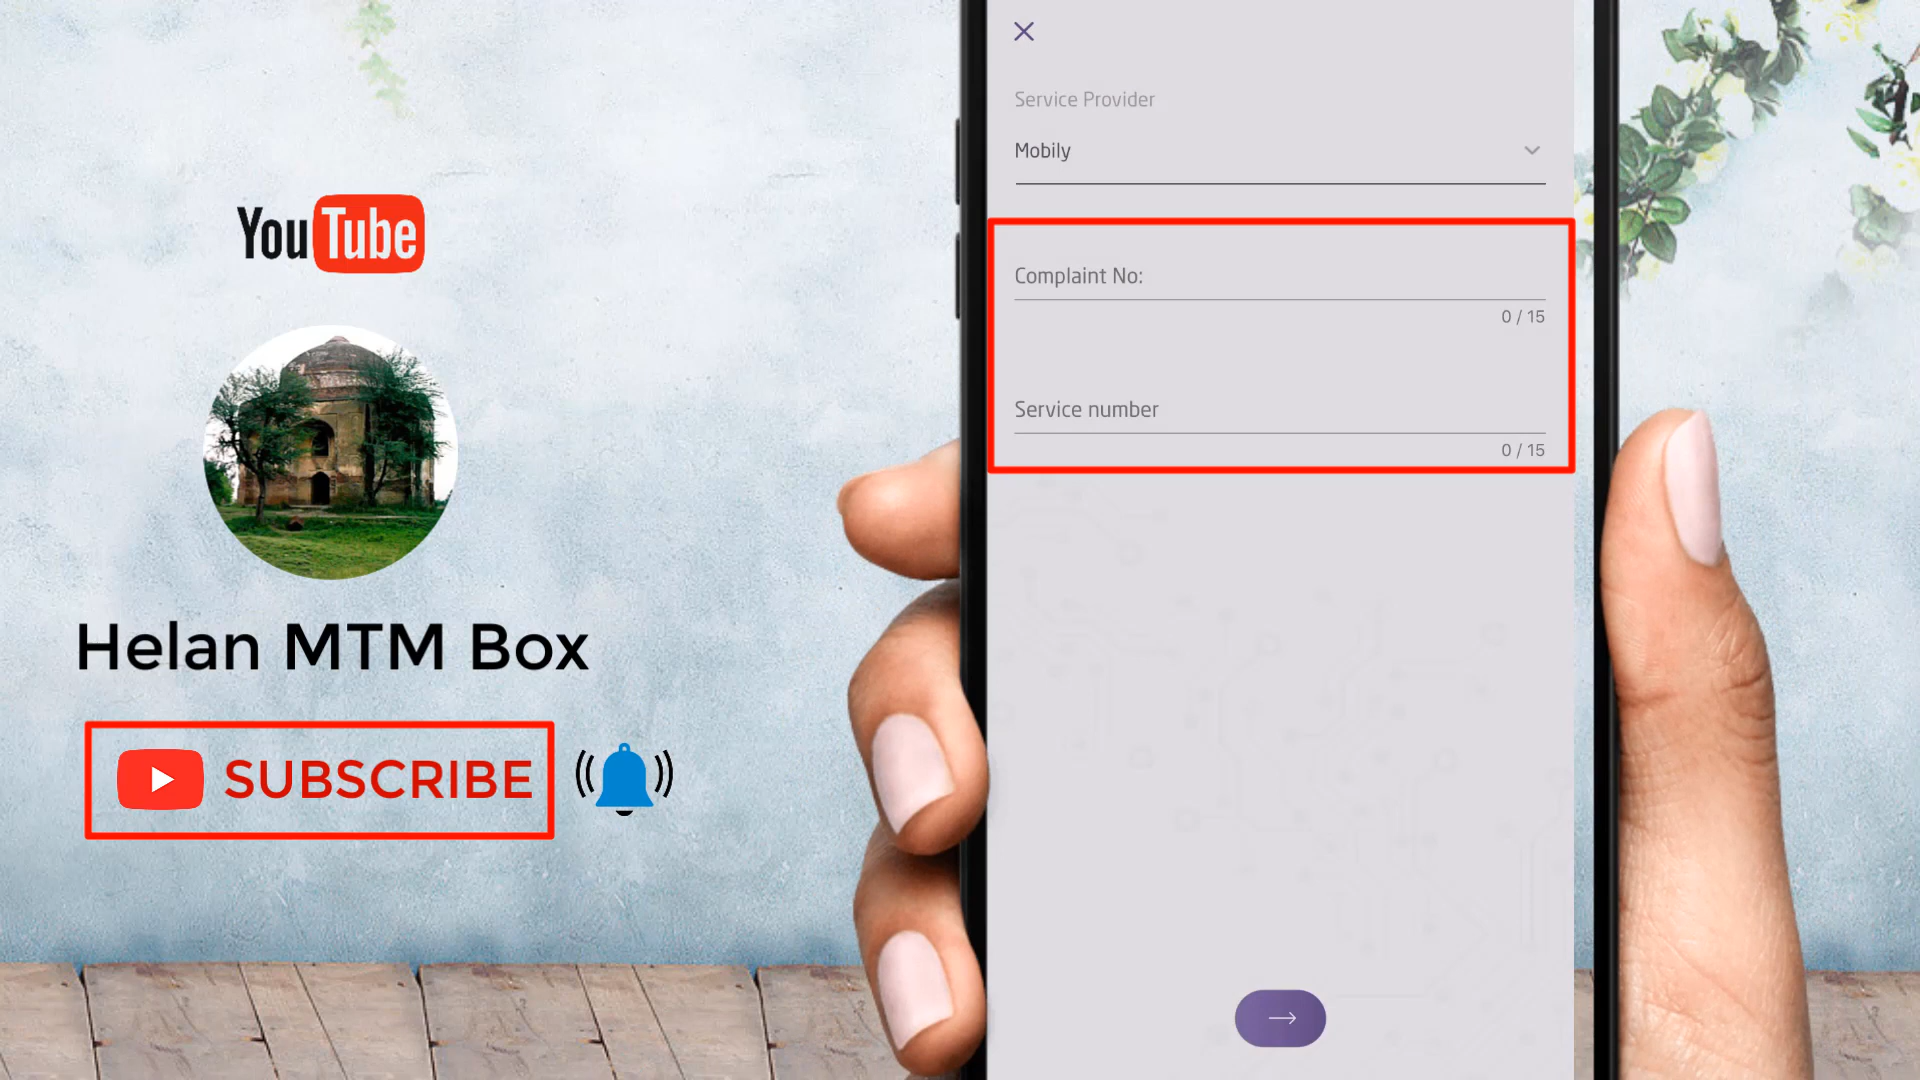 YouTube
Helan MTM Box
SUBSCRIBE
Service Provider
Mobily
Complaint No:
0 / 15
Service number
0 / 15